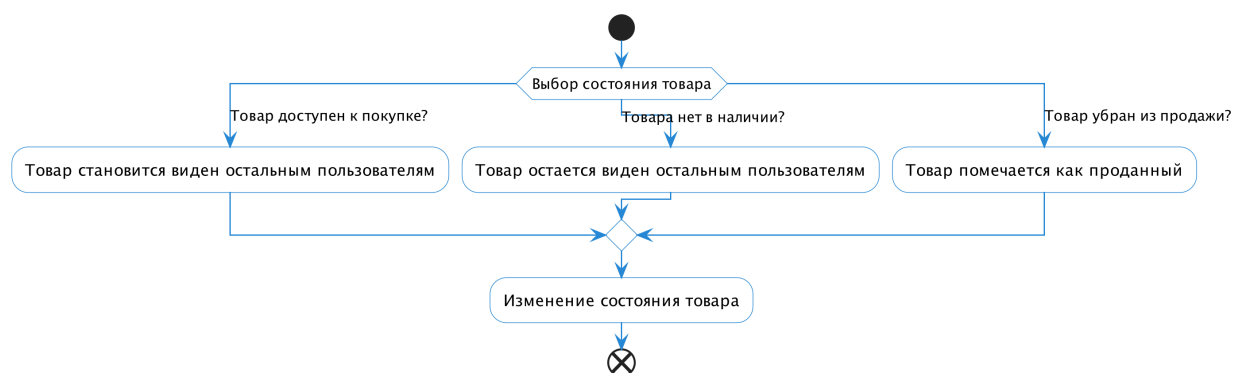 Выбор состояния товара
Товар доступен к покупке?
Товара нет в наличии?
Товар убран из продажи?
Товар становится виден остальным пользователям
Товар остается виден остальным пользователям
Товар помечается как проданный
Изменение состояния товара